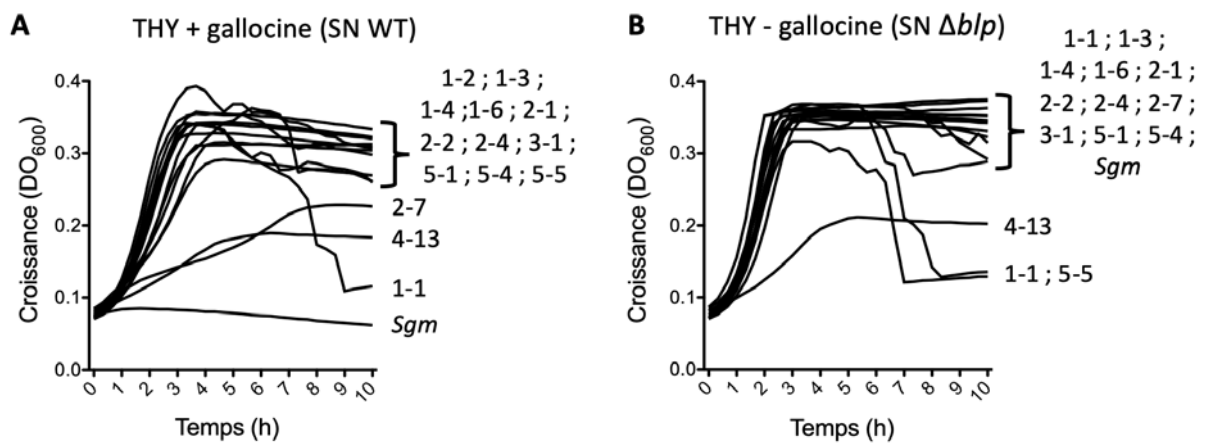 A
THY + gallocine (SN WT)
Croissance (DO600)
0.4
0.3
0.2
0.1
0.0
0 1 2 3 4 5 6 7 8 9 10
Temps (h)
1-2 ; 1-3 ;
1-4 ;1-6 ; 2-1 ;
2-2 ; 2-4 ; 3-1 ;
5-1 ; 5-4 ; 5-5
2-7
4-13
1-1
Sgm
B
THY - gallocine (SN Δblp)
Croissance (DO600)
0.4
0.3
0.2
0.1
0.0
0 1 2 3 4 5 6 7 8 9 10
Temps (h)
1-1 ; 1-3 ;
1-4 ; 1-6 ; 2-1 ;
2-2 ; 2-4 ; 2-7 ;
3-1 ; 5-1 ; 5-4 ;
Sgm
4-13
1-1 ; 5-5